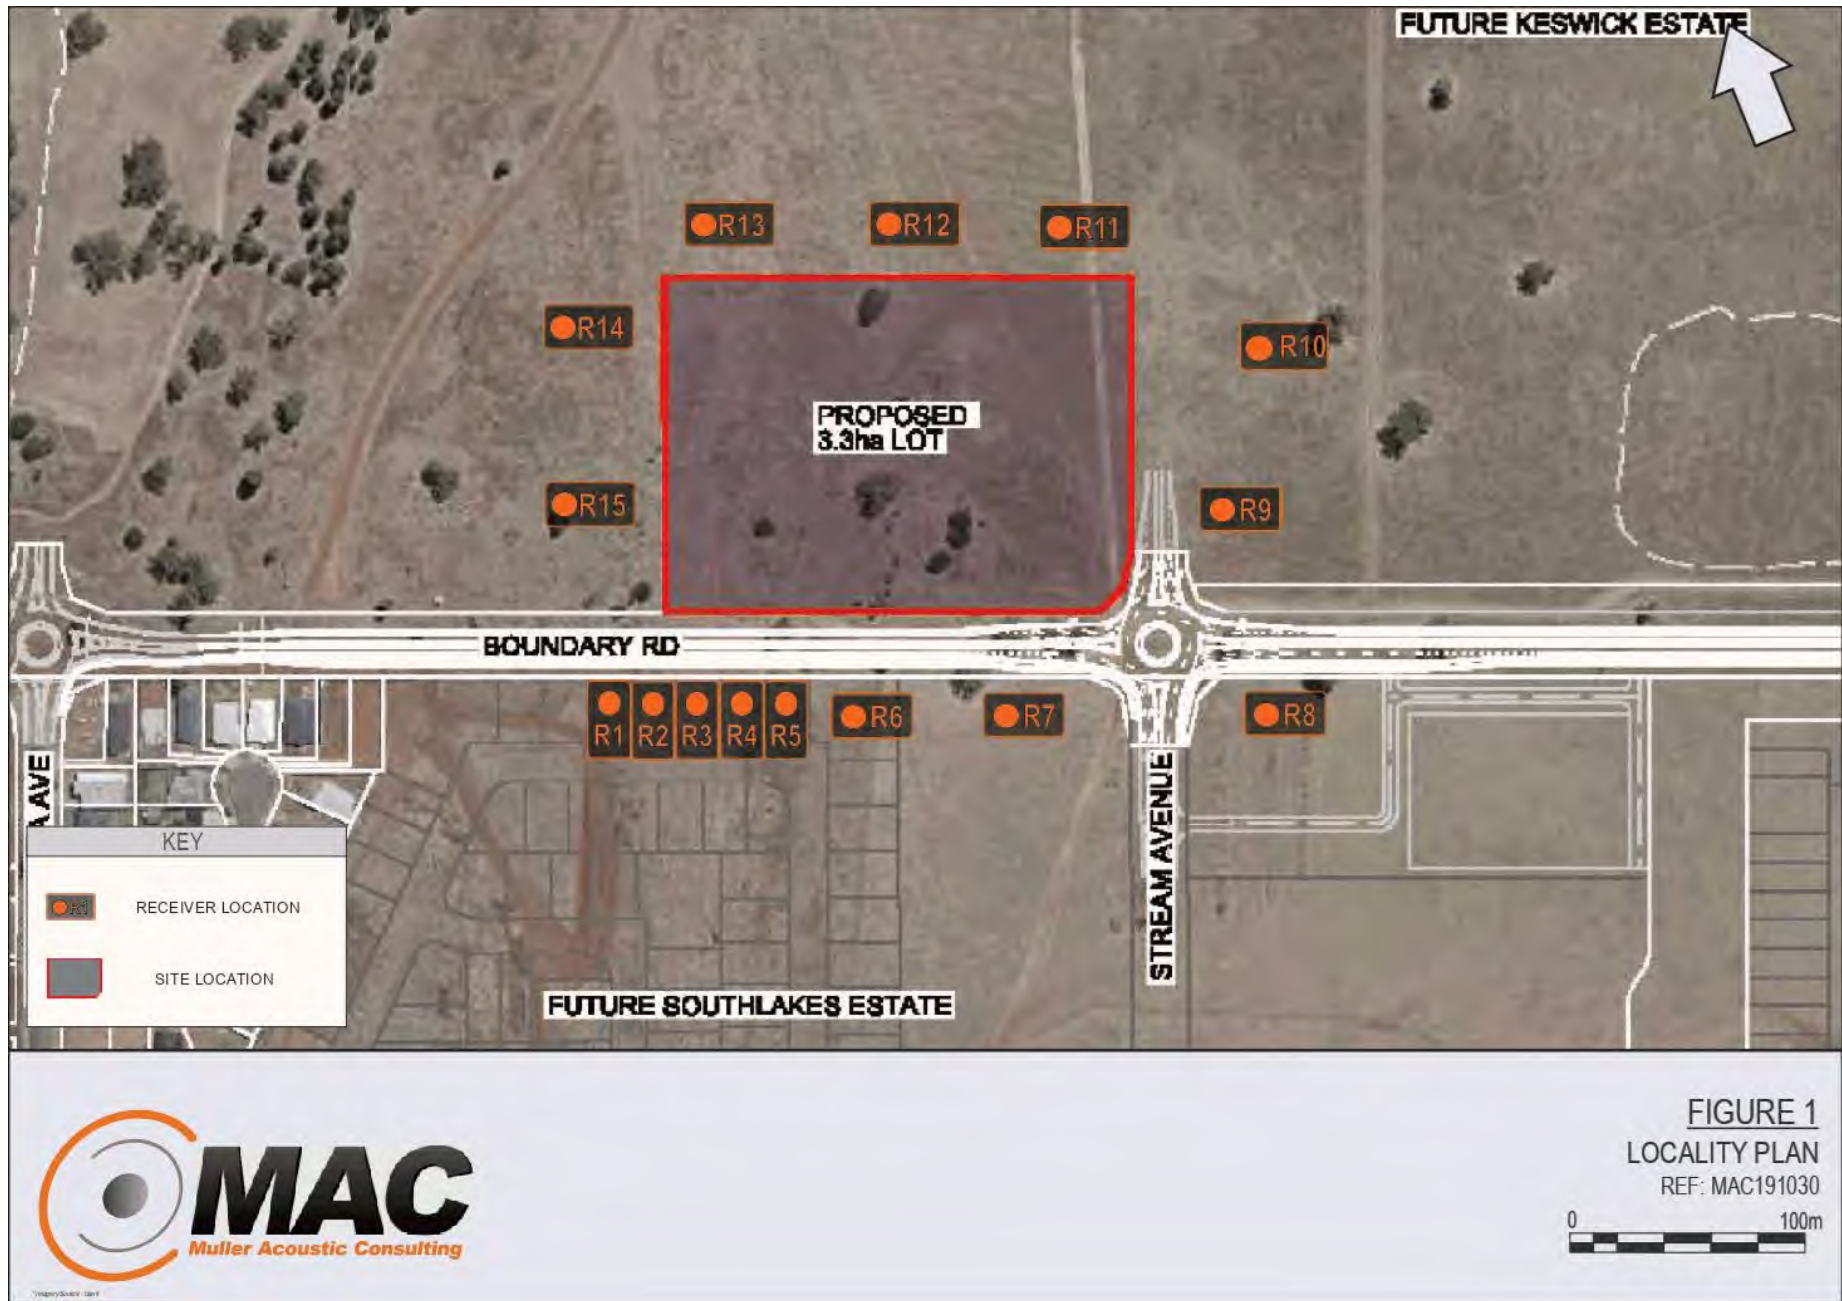 FUTURE KESWICK ESTATE
R13
R12
R11
R14
R10
PROPOSED
3.3ha LOT
R15
R9
BOUNDARY RD
R1
R2
R3
R4
R5
R6
R7
R8
A AVE
STREAM AVENUE
KEY
R1
RECEIVER LOCATION
SITE LOCATION
FUTURE SOUTHLAKES ESTATE
MAC
Muller Acoustic Consulting
FIGURE 1
LOCALITY PLAN
REF: MAC191030
0 100m